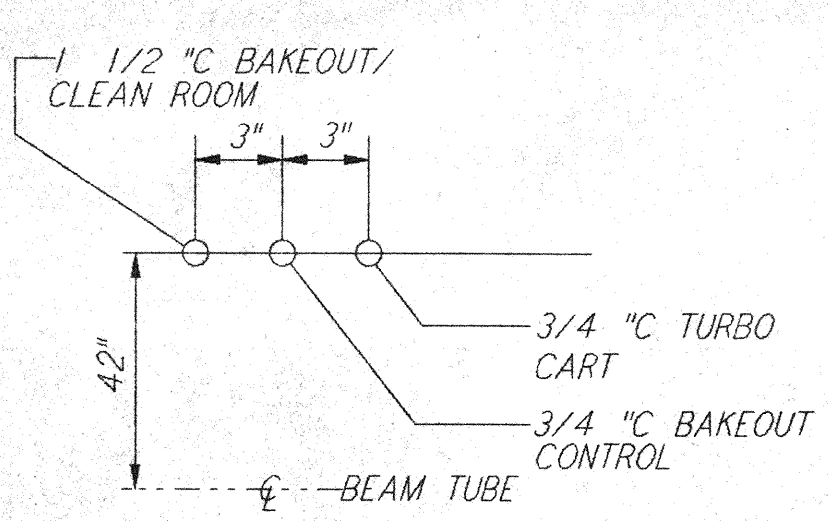 1 1/2 "C BAKEOUT/
CLEAN ROOM
3" 3"
42"
3/4 "C TURBO
CART
3/4 "C BAKEOUT
CONTROL
℄ BEAM TUBE